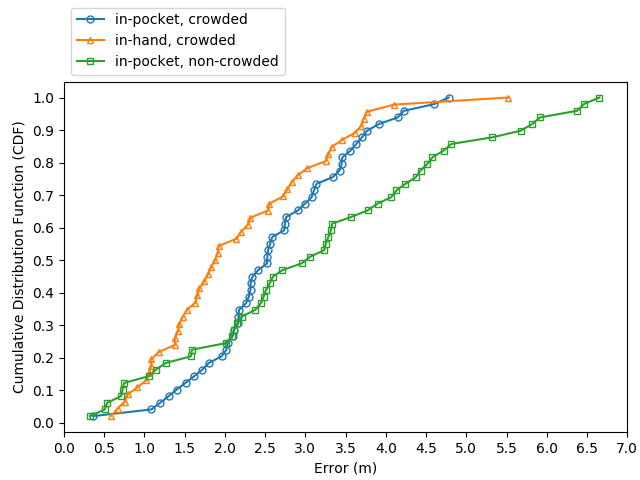 in-pocket, crowded
in-hand, crowded
in-pocket, non-crowded
1.0
0.9
0.8
0.7
0.6
0.5
0.4
0.3
0.2
0.1
0.0
Cumulative Distribution Function (CDF)
0.0 0.5 1.0 1.5 2.0 2.5 3.0 3.5 4.0 4.5 5.0 5.5 6.0 6.5 7.0
Error (m)